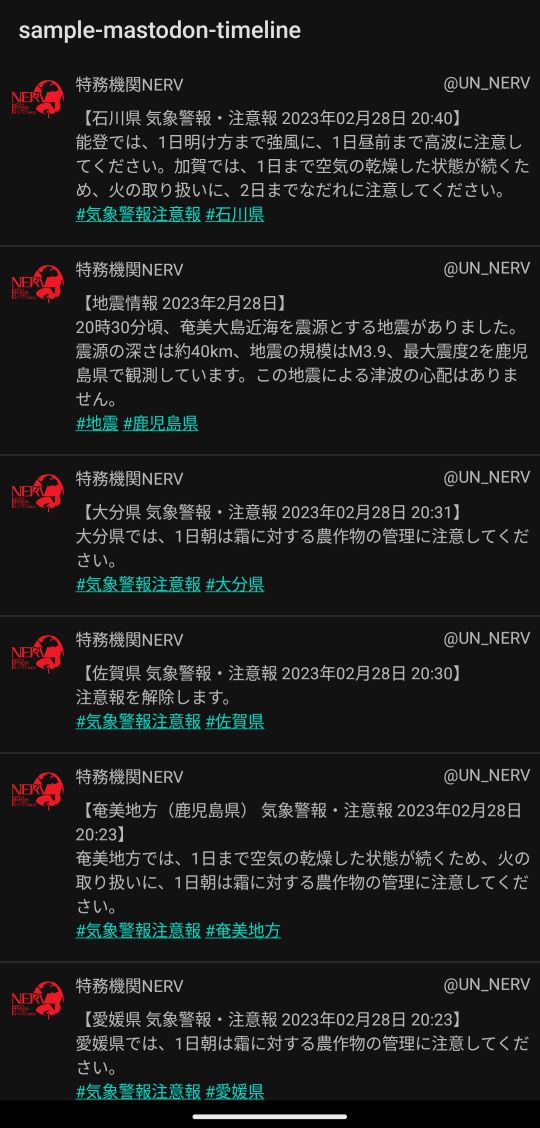 sample-mastodon-timeline
特務機関NERV @UN_NERV
【石川県 気象警報・注意報 2023年02月28日 20:40】
能登では、1日明け方まで強風に、1日昼前まで高波に注意し
てください。加賀では、1日まで空気の乾燥した状態が続くた
め、火の取り扱いに、2日までなだれに注意してください。
#気象警報注意報 #石川県
特務機関NERV @UN_NERV
【地震情報 2023年2月28日】
20時30分頃、奄美大島近海を震源とする地震がありました。
震源の深さは約40km、地震の規模はM3.9、最大震度2を鹿児
島県で観測しています。この地震による津波の心配はありま
せん。
#地震 #鹿児島県
特務機関NERV @UN_NERV
【大分県 気象警報・注意報 2023年02月28日 20:31】
大分県では、1日朝は霜に対する農作物の管理に注意してくだ
さい。
#気象警報注意報 #大分県
特務機関NERV @UN_NERV
【佐賀県 気象警報・注意報 2023年02月28日 20:30】
注意報を解除します。
#気象警報注意報 #佐賀県
特務機関NERV @UN_NERV
【奄美地方（鹿児島県） 気象警報・注意報 2023年02月28日
20:23】
奄美地方では、1日まで空気の乾燥した状態が続くため、火の
取り扱いに、1日朝は霜に対する農作物の管理に注意してくだ
さい。
#気象警報注意報 #奄美地方
特務機関NERV @UN_NERV
【愛媛県 気象警報・注意報 2023年02月28日 20:23】
愛媛県では、1日朝は霜に対する農作物の管理に注意してくだ
さい。
#気象警報注意報 #愛媛県